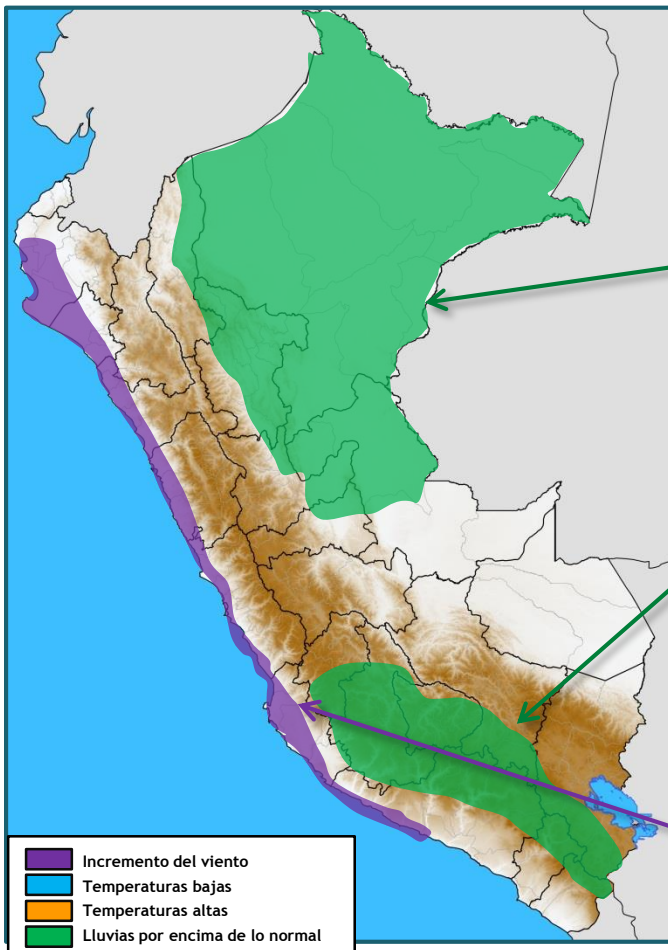 Incremento del viento
Temperaturas bajas
Temperaturas altas
Lluvias por encima de lo normal